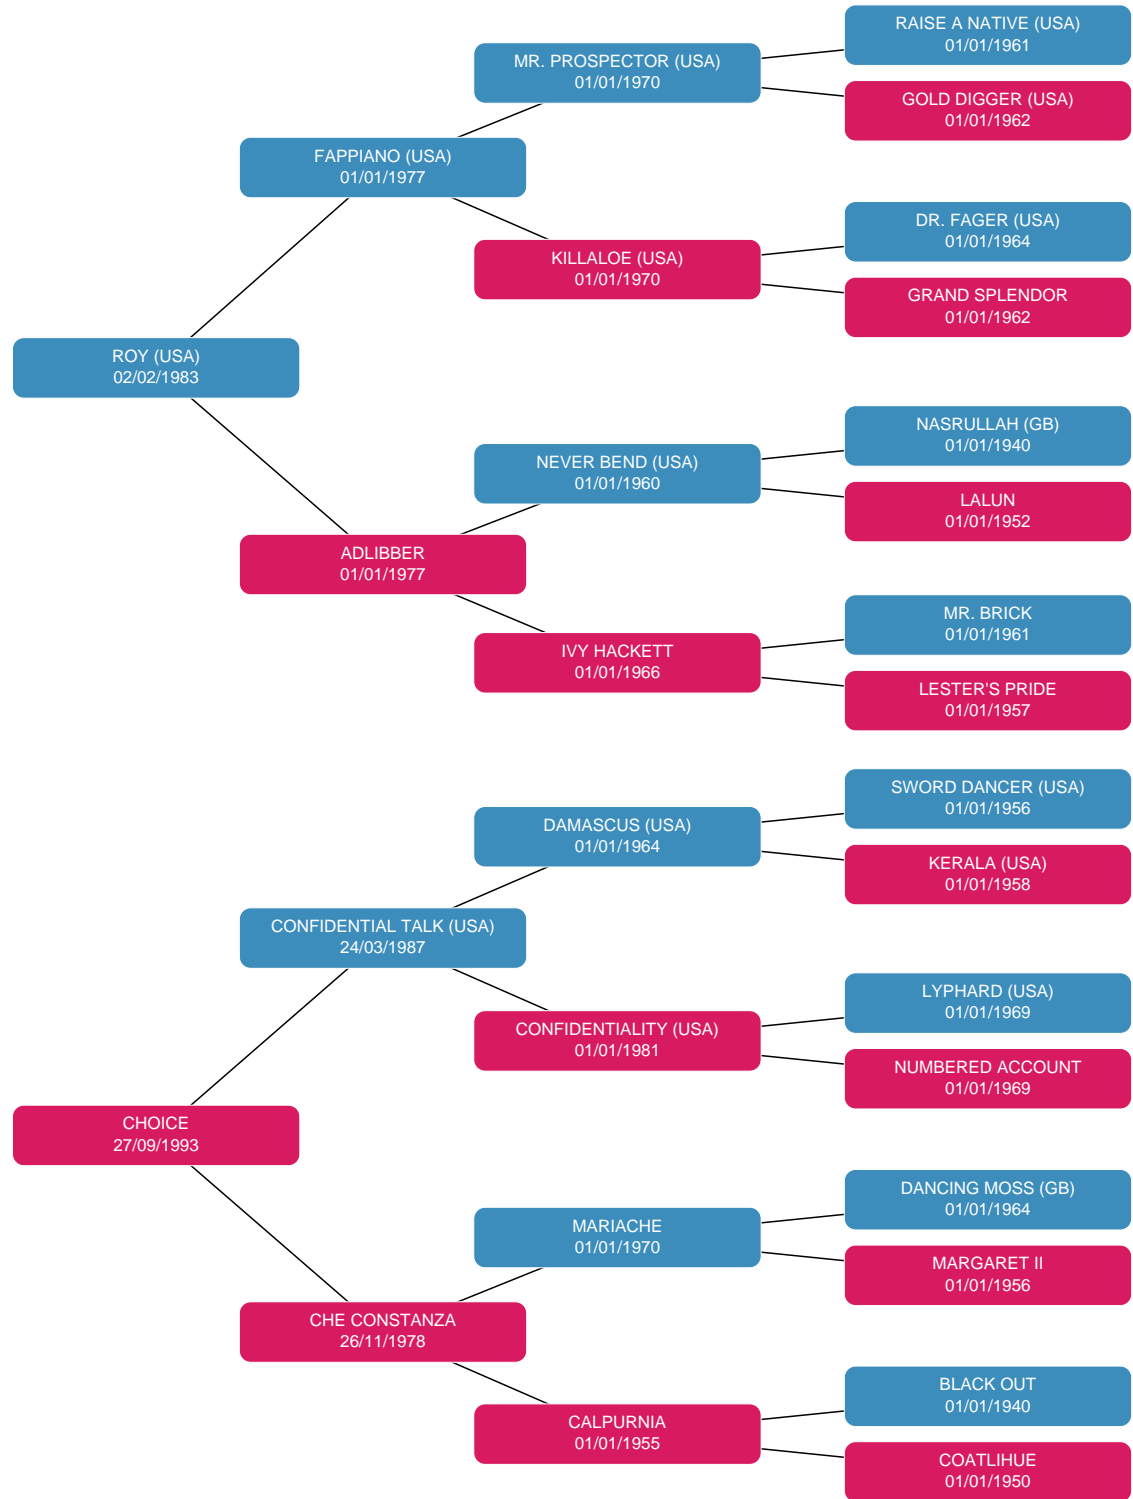 RAISE A NATIVE (USA)
01/01/1961
MR. PROSPECTOR (USA)
01/01/1970
GOLD DIGGER (USA)
01/01/1962
FAPPIANO (USA)
01/01/1977
DR. FAGER (USA)
01/01/1964
KILLALOE (USA)
01/01/1970
GRAND SPLENDOR
01/01/1962
ROY (USA)
02/02/1983
NASRULLAH (GB)
01/01/1940
NEVER BEND (USA)
01/01/1960
LALUN
01/01/1952
ADLIBBER
01/01/1977
MR. BRICK
01/01/1961
IVY HACKETT
01/01/1966
LESTER'S PRIDE
01/01/1957
SWORD DANCER (USA)
01/01/1956
DAMASCUS (USA)
01/01/1964
KERALA (USA)
01/01/1958
CONFIDENTIAL TALK (USA)
24/03/1987
LYPHARD (USA)
01/01/1969
CONFIDENTIALITY (USA)
01/01/1981
NUMBERED ACCOUNT
01/01/1969
CHOICE
27/09/1993
DANCING MOSS (GB)
01/01/1964
MARIACHE
01/01/1970
MARGARET II
01/01/1956
CHE CONSTANZA
26/11/1978
BLACK OUT
01/01/1940
CALPURNIA
01/01/1955
COATLIHUE
01/01/1950